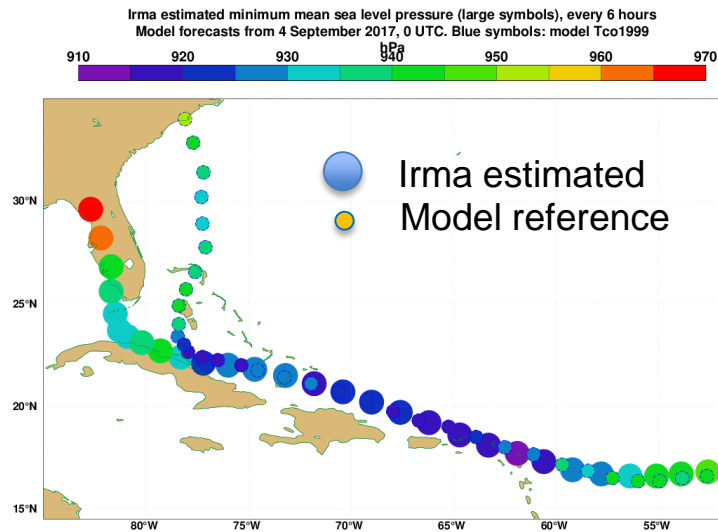 Irma estimated minimum mean sea level pressure (large symbols), every 6 hours
Model forecasts from 4 September 2017, 0 UTC. Blue symbols: model Tco1999
hPa
910 920 930 940 950 960 970
Irma estimated
Model reference
30°N
25°N
20°N
15°N
80°W 75°W 70°W 65°W 60°W 55°W